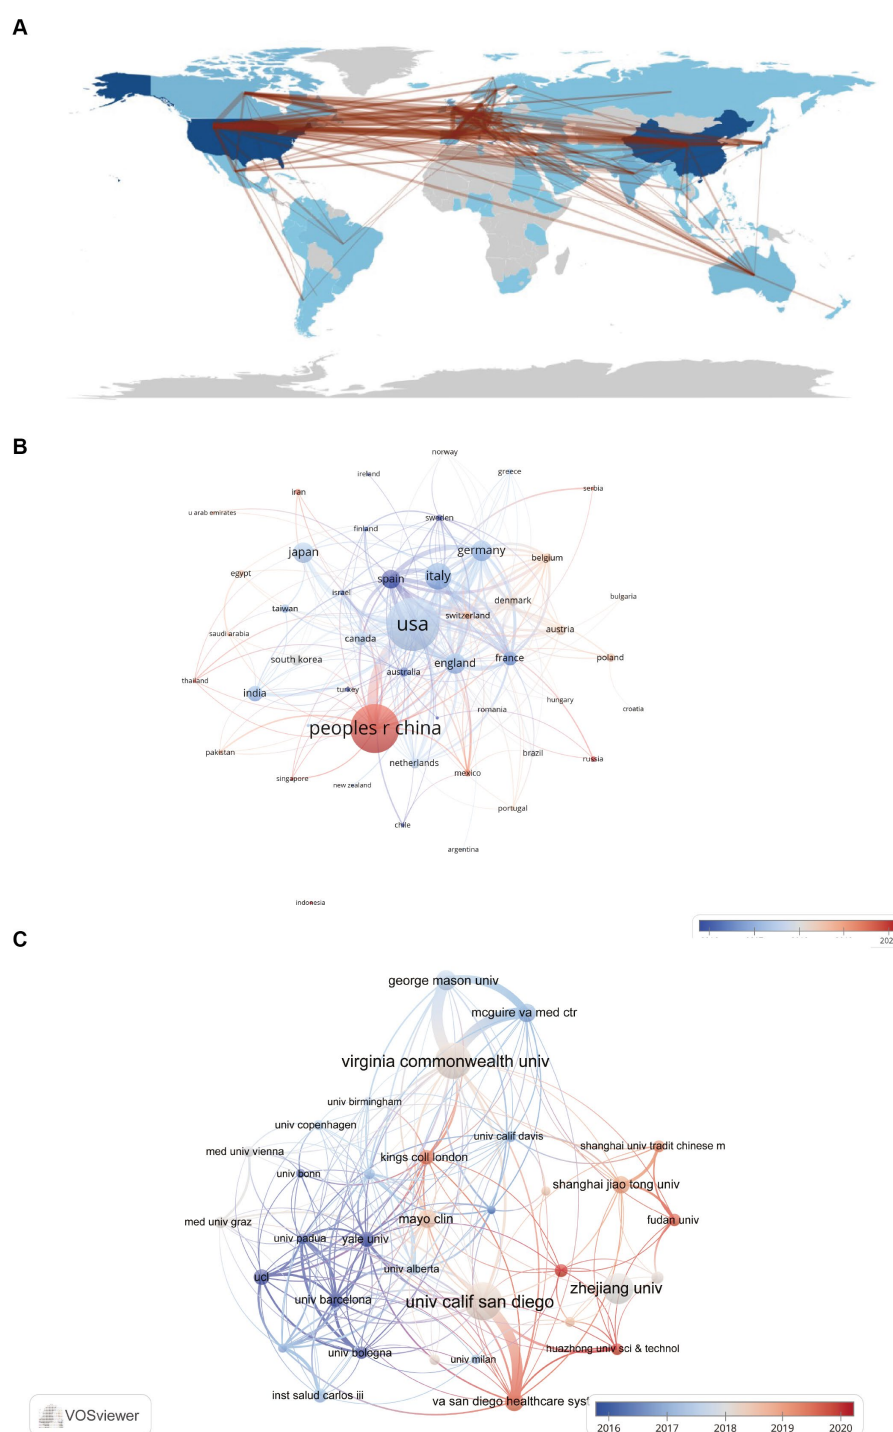 A
B
norway
ireland
greece
iran
serbia
u arab emirates
sweden
finland
japan
germany
belgium
egypt
spain
italy
israel
bulgaria
denmark
taiwan
switzerland
usa
saudi arabia
austria
canada
south korea
england
france
poland
australia
thailand
india
turkey
hungary
romania
croatia
peoples r china
pakistan
brazil
russia
netherlands
mexico
singapore
new zealand
portugal
chile
argentina
indonesia
202
C
george mason univ
mcguire va med ctr
virginia commonwealth univ
univ birmingham
univ copenhagen
univ calif davis
shanghai univ tradit chinese m
med univ vienna
kings coll london
univ bonn
shanghai jiao tong univ
med univ graz
mayo clin
fudan univ
univ padua
yale univ
univ alberta
ucl
zhejiang univ
univ barcelona
univ calif san diego
huazhong univ sci & technol
univ bologna
univ milan
inst salud carlos iii
va san diego healthcare syst
VOSviewer
2016 2017 2018 2019 2020